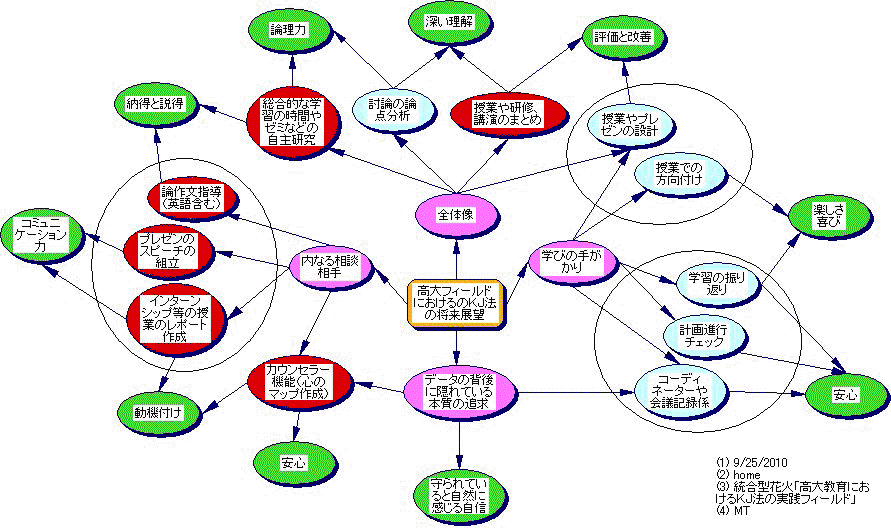 論理力
深い理解
評価と改善
納得と説得
総合的な学
習の時間や
ゼミなどの
自主研究
討論の論
点分析
授業や研修、
講演のまとめ
授業やプレ
ゼンの設計
授業での
方向付け
論作文指導
(英語含む)
全体像
楽しさ
喜び
コミュニ
ケーション
力
プレゼンの
スピーチの
組立
内なる相談
相手
学びの手が
かり
高大フィールド
におけるのKJ法
の将来展望
学習の振り
返り
インターン
シップ等の授
業のレポート
作成
計画進行
チェック
カウンセラー
機能(心の
マップ作成)
データの背後
に隠れている
本質の追求
コーディ
ネーターや
会議記録係
動機付け
安心
安心
守られてい
ると自然に
感じる自信
(1) 9/25/2010
(2) home
(3) 統合型花火「高大教育にお
けるKJ法の実践フィールド」
(4) MT